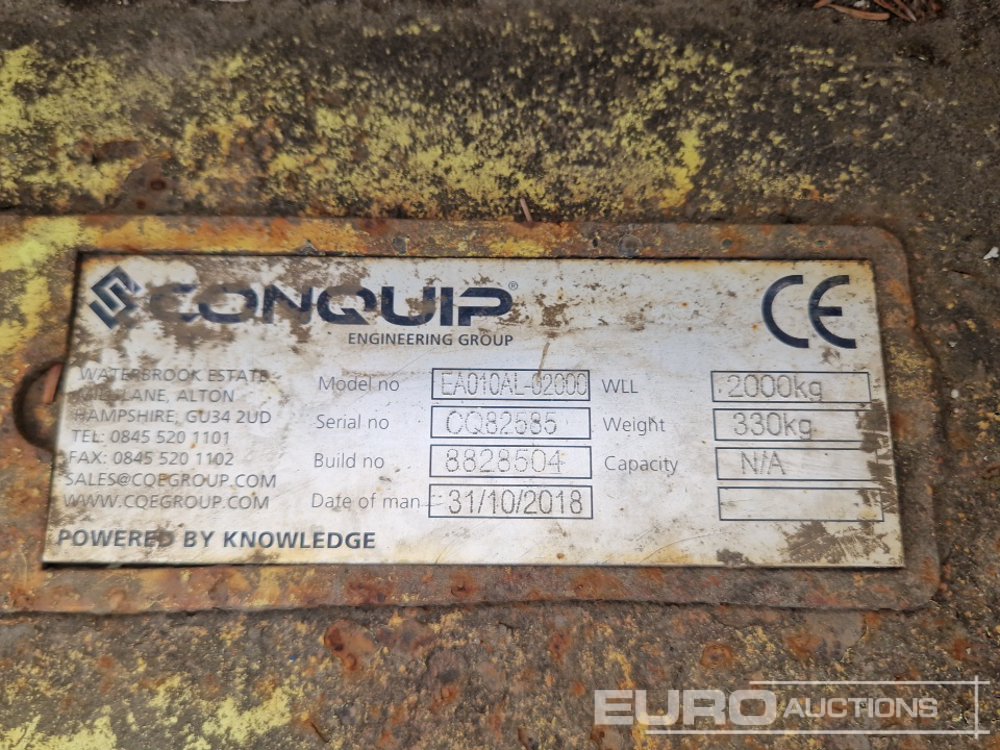 CONQUIP®
ENGINEERING GROUP
CE
WATERBROOK ESTATE
LANE, ALTON
HAMPSHIRE, GU34 2UD
TEL: 0845 520 1101
FAX: 0845 520 1102
SALES@CQEGROUP.COM
WWW.CQEGROUP.COM
POWERED BY KNOWLEDGE
Model no EA010AL-02000
Serial no CQ82585
Build no 8828504
Date of man 31/10/2018
WLL 2000kg
Weight 330kg
Capacity N/A
EURO AUCTIONS